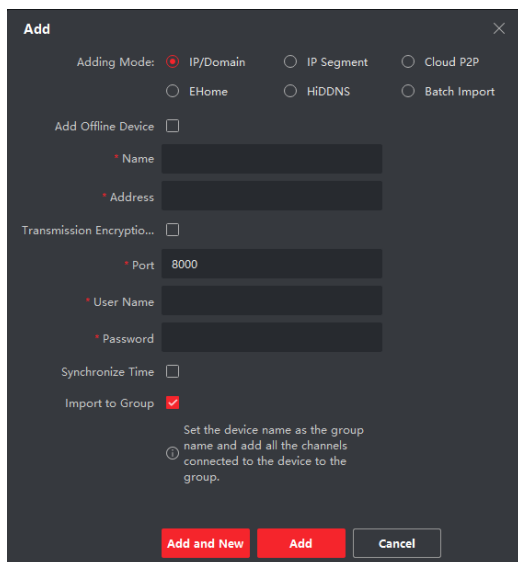 Add
Adding Mode: IP/Domain IP Segment Cloud P2P
EHome HiDDNS Batch Import
Add Offline Device
* Name
* Address
Transmission Encryptio...
* Port 8000
* User Name
* Password
Synchronize Time
Import to Group
Set the device name as the group
name and add all the channels
connected to the device to the
group.
Add and New Add Cancel